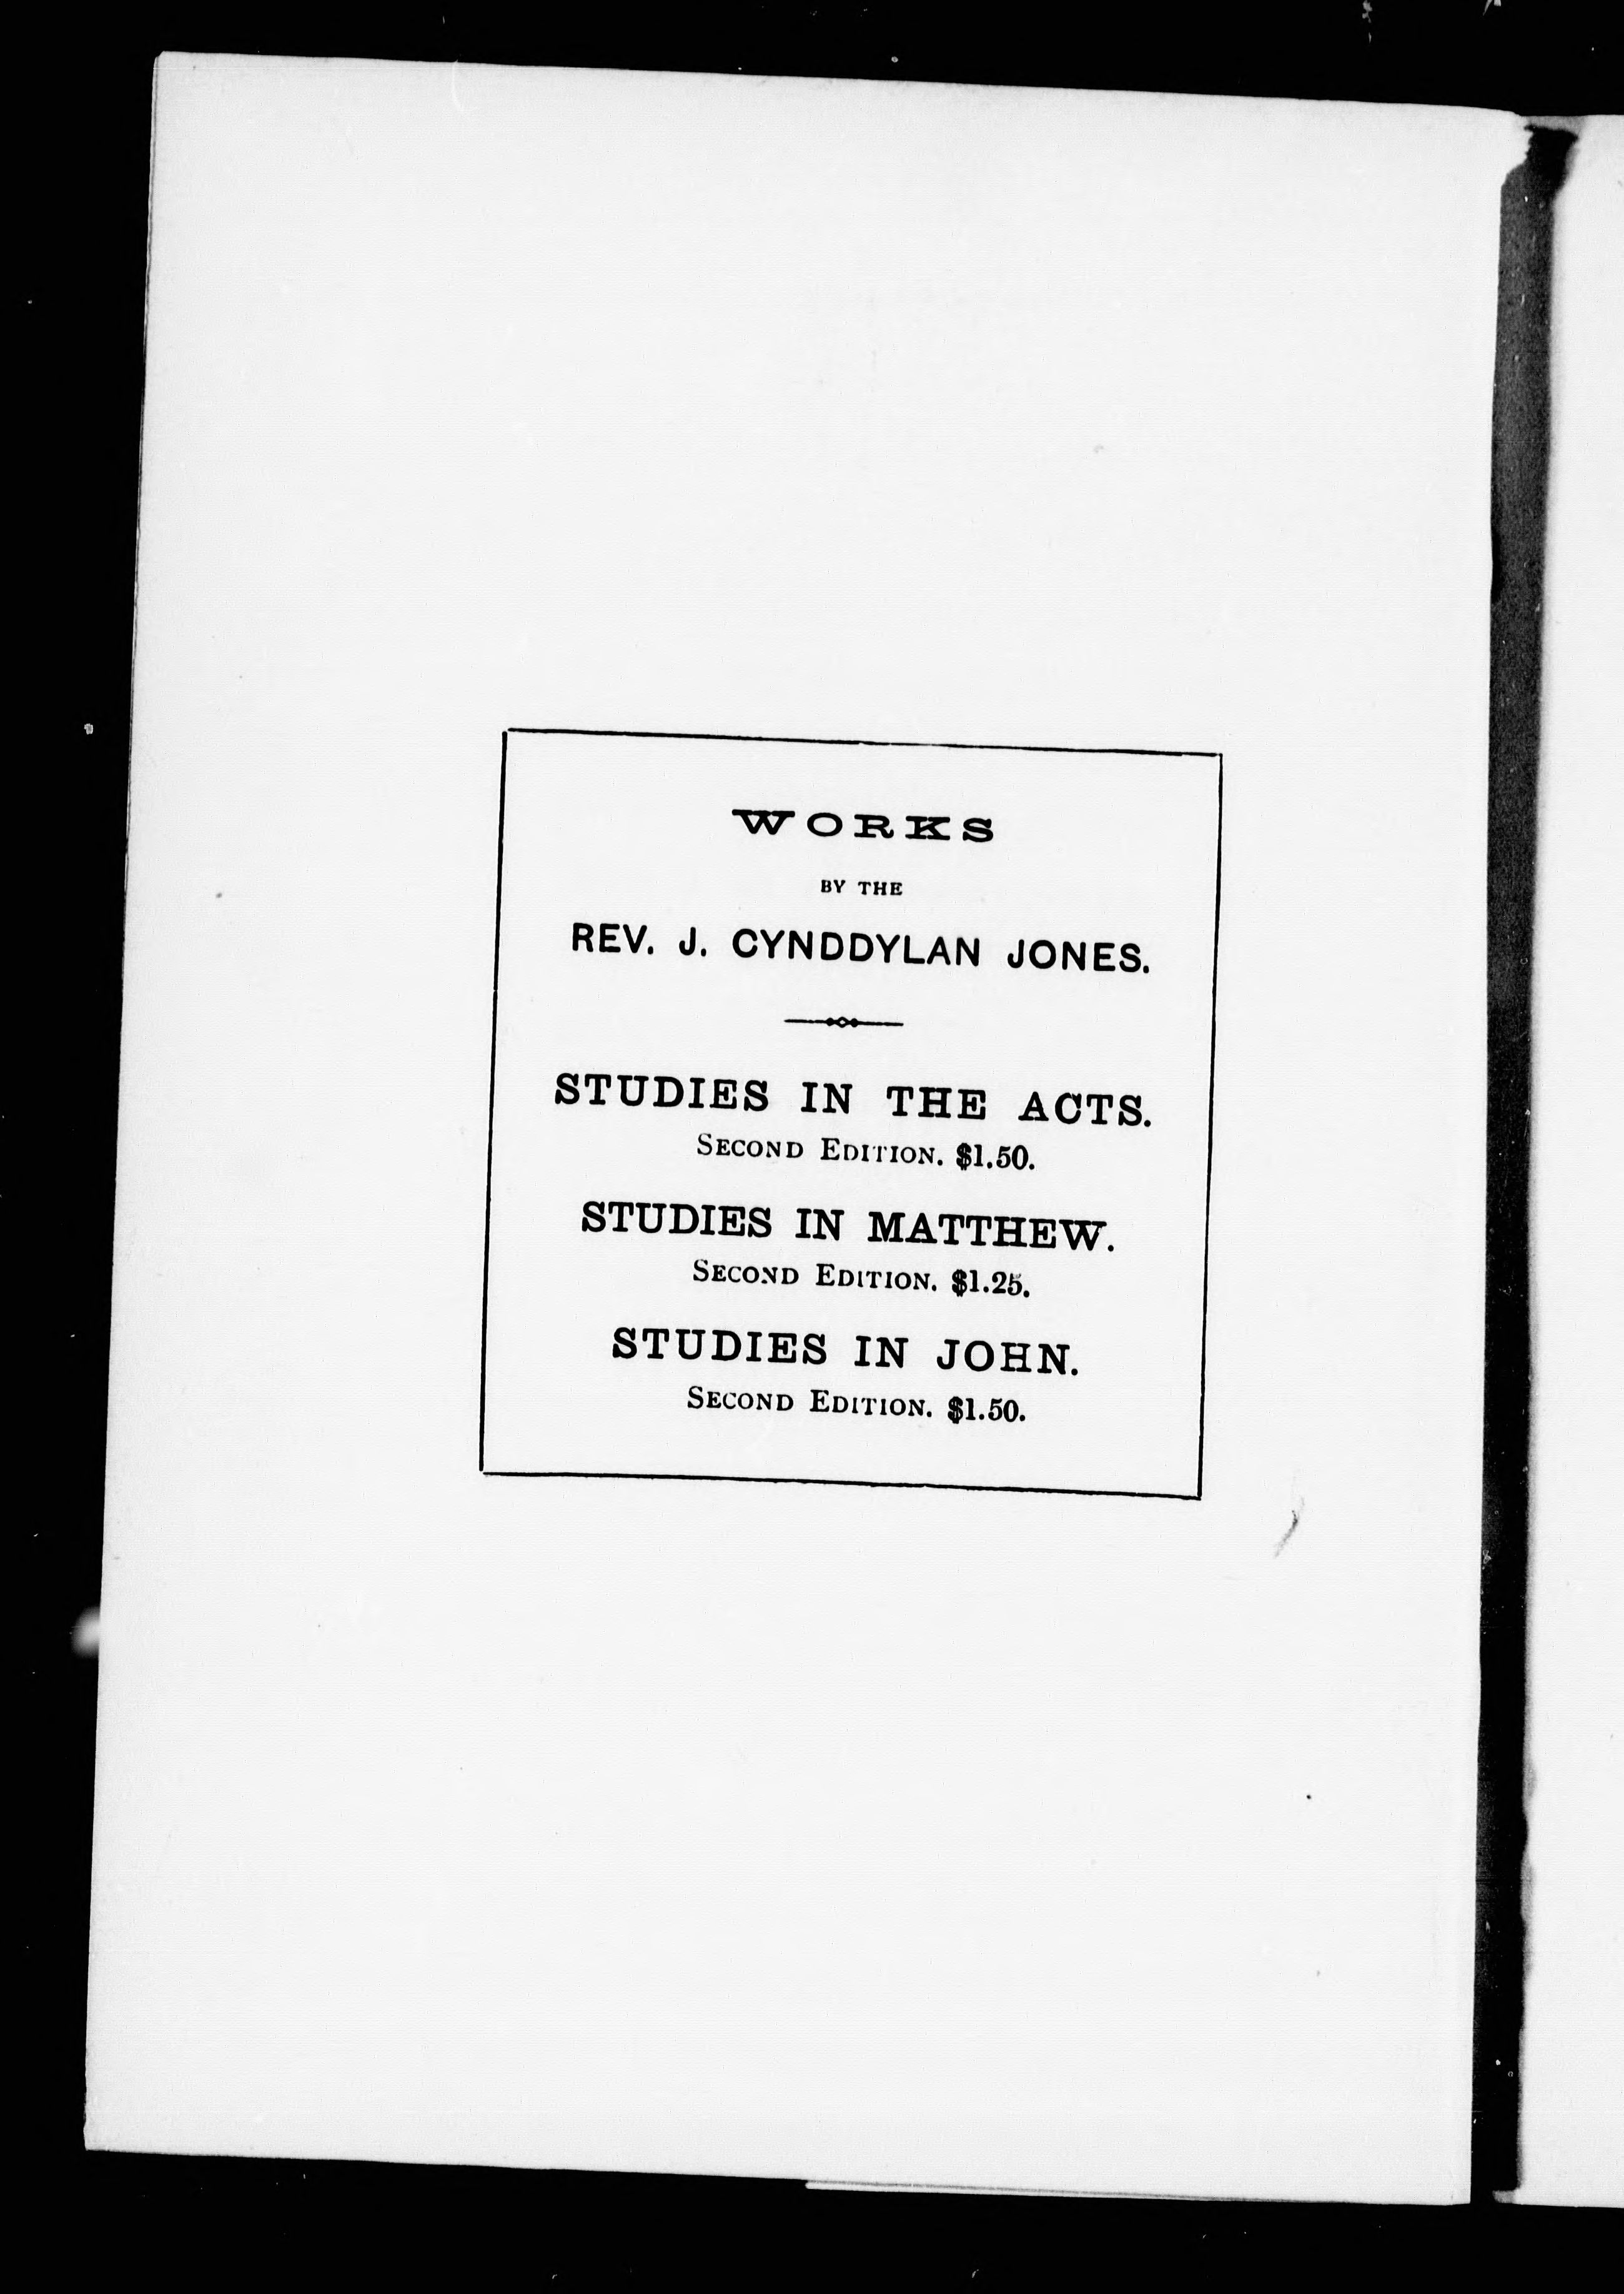 WORKS
BY THE
REV. J. CYNDDYLAN JONES.
STUDIES IN THE ACTS.
SECOND EDITION. $1.50.
STUDIES IN MATTHEW.
SECOND EDITION. $1.25.
STUDIES IN JOHN.
SECOND EDITION. $1.50.